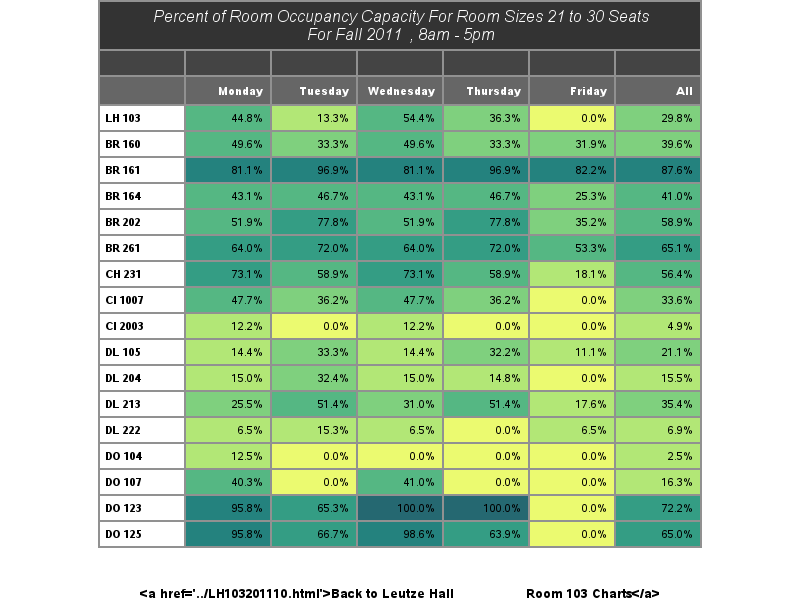 Percent of Room Occupancy Capacity For Room Sizes 21 to 30 Seats
For Fall 2011 , 8am - 5pm
Monday Tuesday Wednesday Thursday Friday All
LH 103 44.8% 13.3% 54.4% 36.3% 0.0% 29.8%
BR 160 49.6% 33.3% 49.6% 33.3% 31.9% 39.6%
BR 161 81.1% 96.9% 81.1% 96.9% 82.2% 87.6%
BR 164 43.1% 46.7% 43.1% 46.7% 25.3% 41.0%
BR 202 51.9% 77.8% 51.9% 77.8% 35.2% 58.9%
BR 261 64.0% 72.0% 64.0% 72.0% 53.3% 65.1%
CH 231 73.1% 58.9% 73.1% 58.9% 18.1% 56.4%
CI 1007 47.7% 36.2% 47.7% 36.2% 0.0% 33.6%
CI 2003 12.2% 0.0% 12.2% 0.0% 0.0% 4.9%
DL 105 14.4% 33.3% 14.4% 32.2% 11.1% 21.1%
DL 204 15.0% 32.4% 15.0% 14.8% 0.0% 15.5%
DL 213 25.5% 51.4% 31.0% 51.4% 17.6% 35.4%
DL 222 6.5% 15.3% 6.5% 0.0% 6.5% 6.9%
DO 104 12.5% 0.0% 0.0% 0.0% 0.0% 2.5%
DO 107 40.3% 0.0% 41.0% 0.0% 0.0% 16.3%
DO 123 95.8% 65.3% 100.0% 100.0% 0.0% 72.2%
DO 125 95.8% 66.7% 98.6% 63.9% 0.0% 65.0%
<a href='../LH103201110.html'>Back to Leutze Hall Room 103 Charts</a>